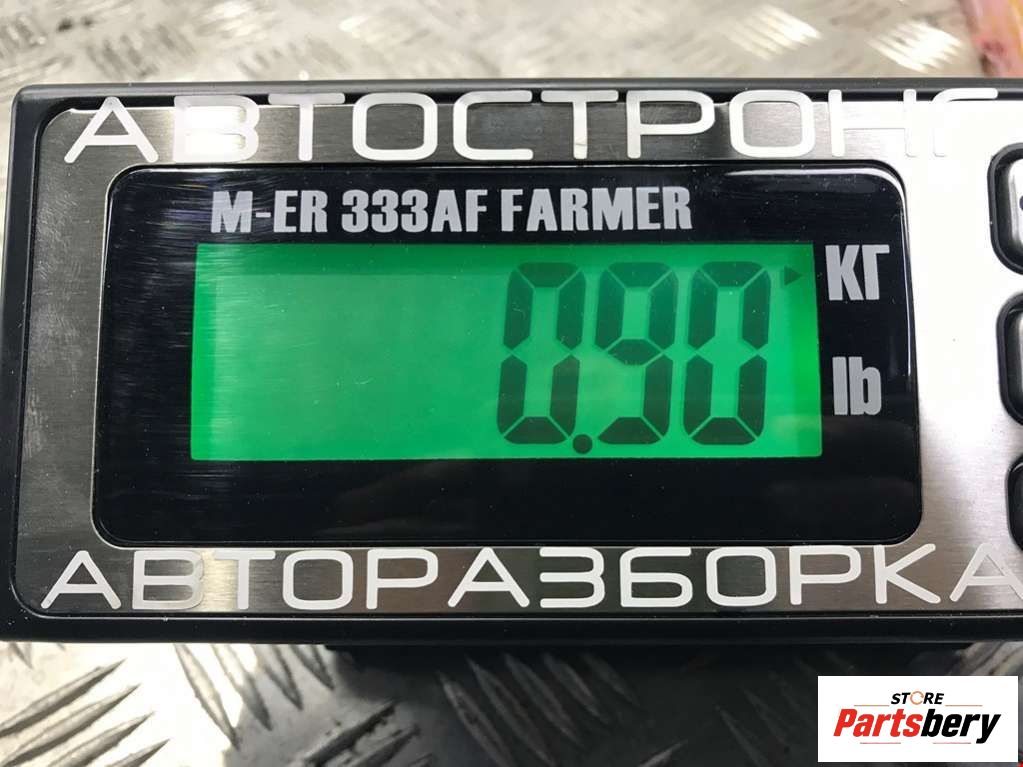 АВТОСТРОНГ
M-ER 333AF FARMER
0.90
КГ
lb
АВТОРАЗБОРКА
STORE
Partsbery